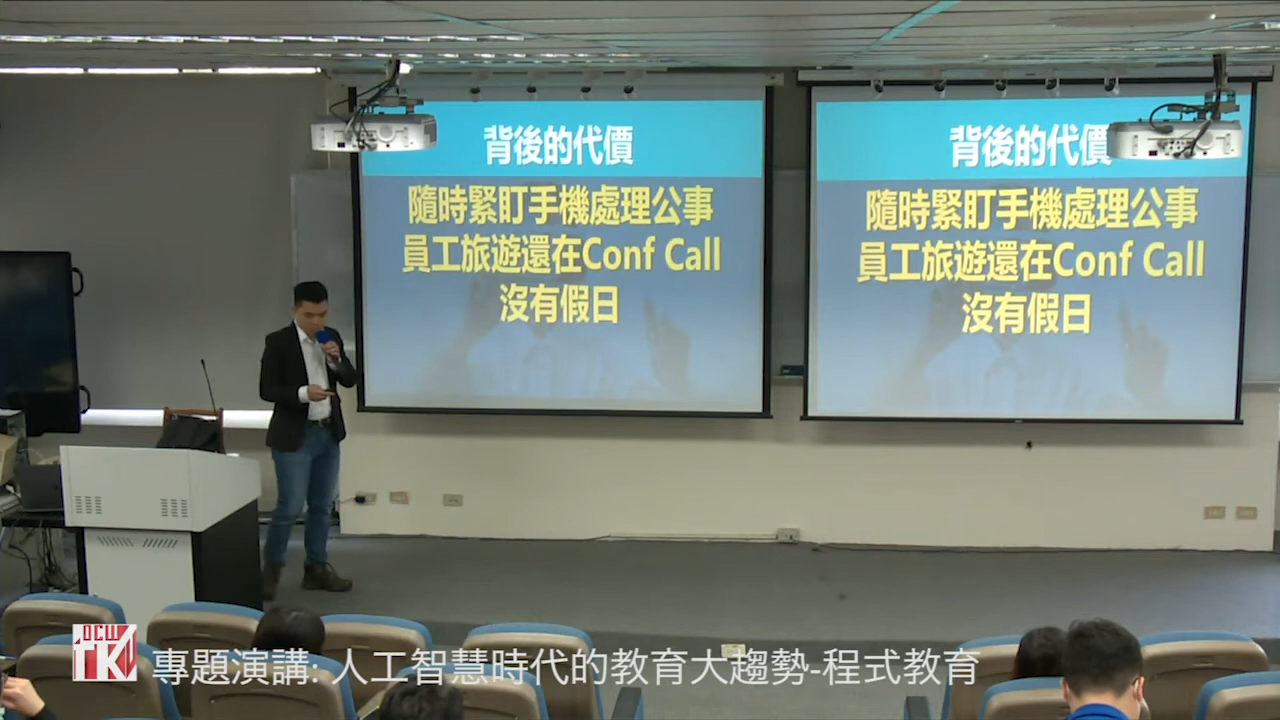 背後的代價
隨時緊盯手機處理公事
員工旅遊還在Conf Call
沒有假日
背後的代價
隨時緊盯手機處理公事
員工旅遊還在Conf Call
沒有假日
OCW
TKU
專題演講: 人工智慧時代的教育大趨勢-程式教育